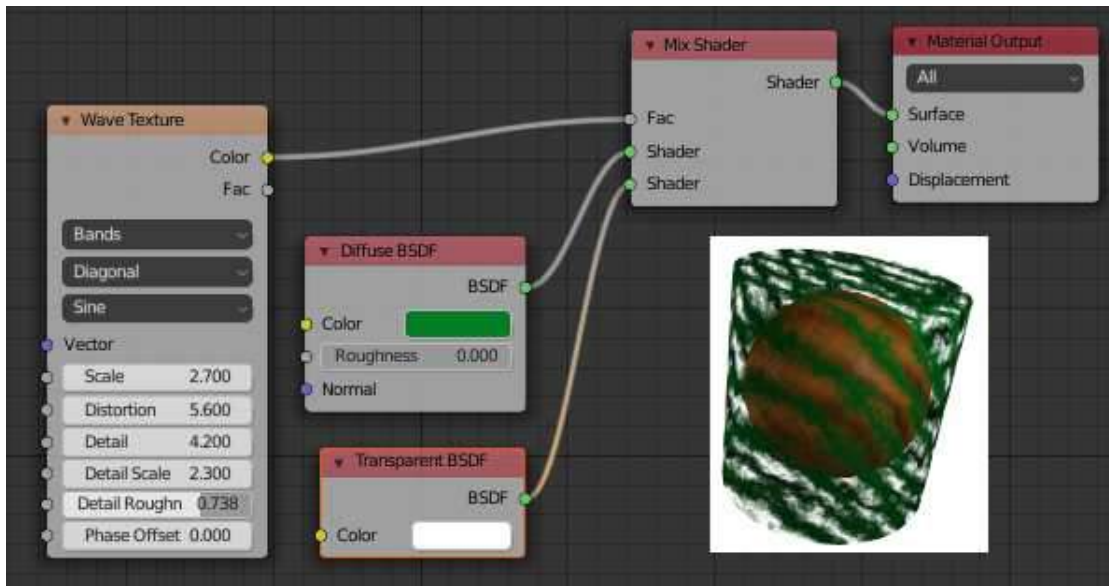 Wave Texture
Color
Fac
Bands
Diagonal
Sine
Vector
Scale 2.700
Distortion 5.600
Detail 4.200
Detail Scale 2.300
Detail Roughn 0.738
Phase Offset 0.000
Diffuse BSDF
BSDF
Color
Roughness 0.000
Normal
Transparent BSDF
BSDF
Color
Mix Shader
Shader
Fac
Shader
Shader
Material Output
All
Surface
Volume
Displacement